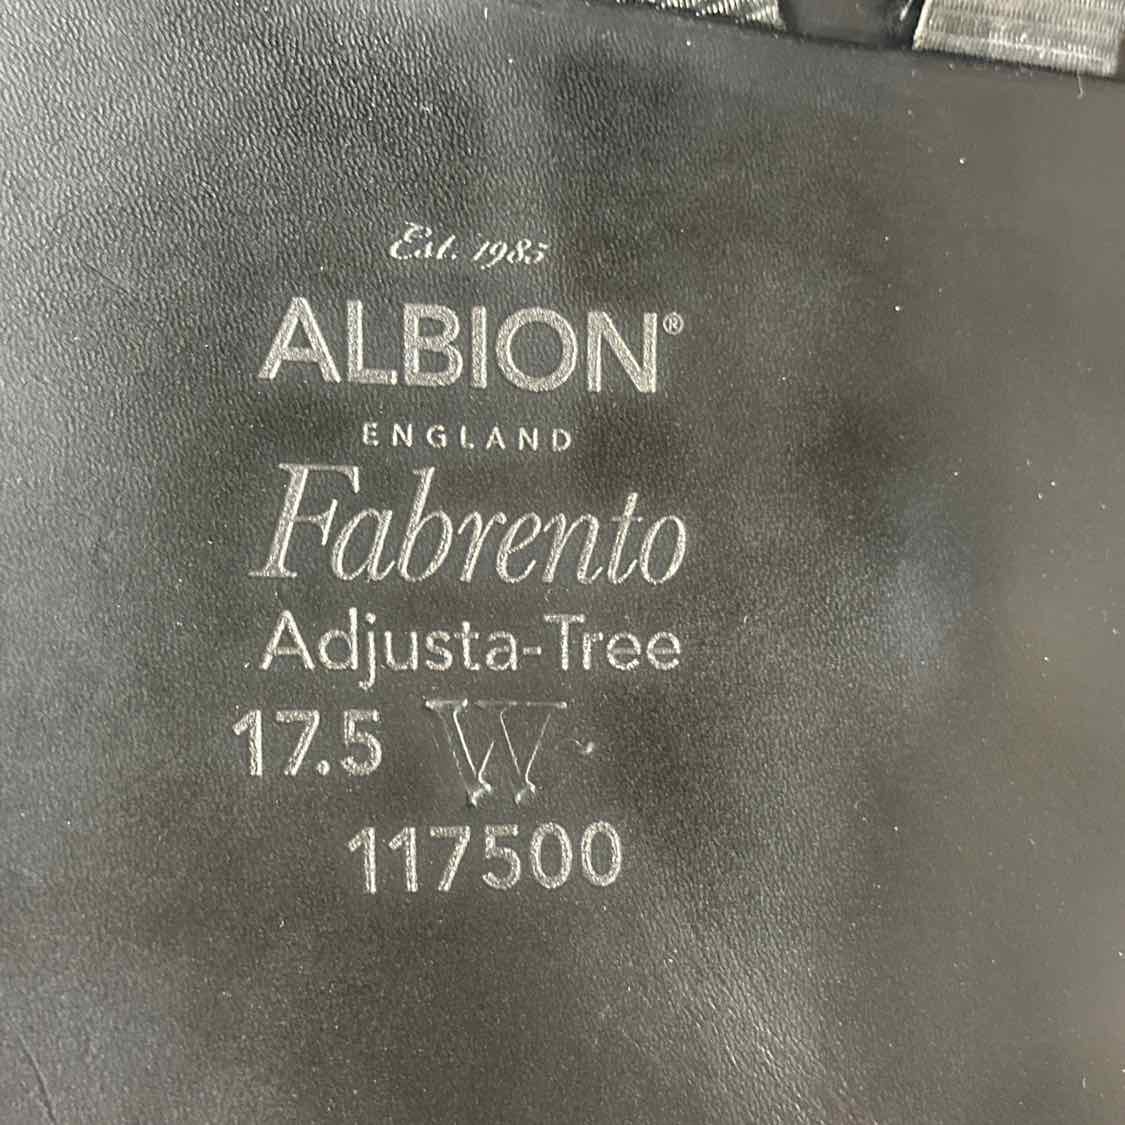 Est. 1985
ALBION®
ENGLAND
Fabrento
Adjusta-Tree
17.5 W
117500